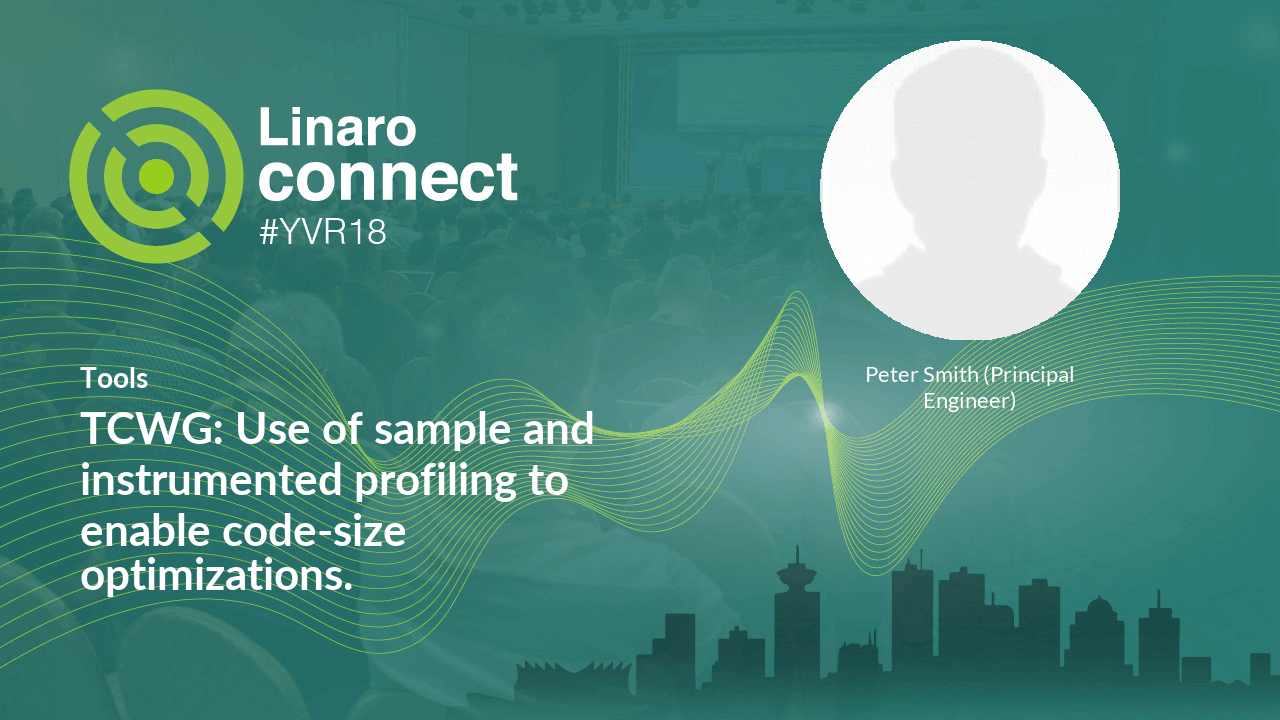 Linaro
connect
#YVR18
Tools
TCWG: Use of sample and
instrumented profiling to
enable code-size
optimizations.
Peter Smith (Principal
Engineer)